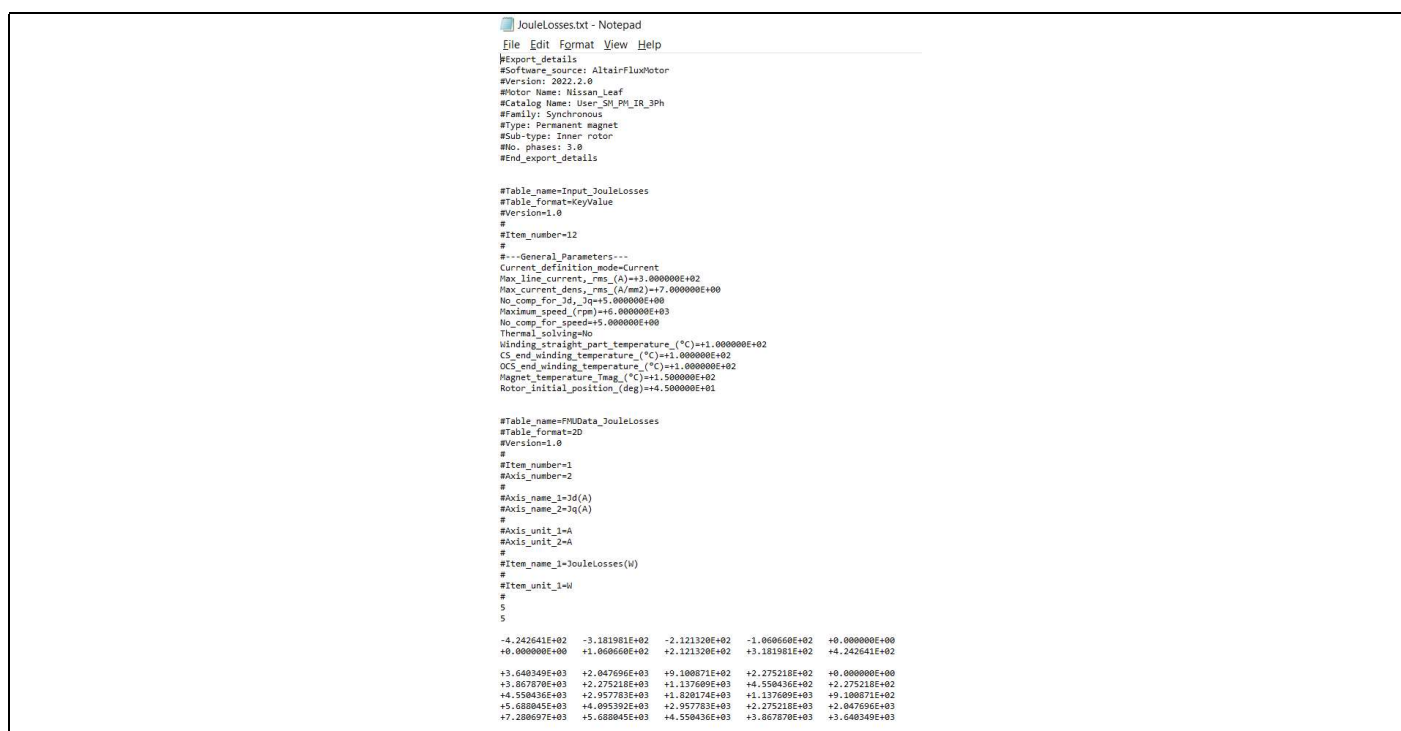 JouleLosses.txt - Notepad
File Edit Format View Help
#Export_details
#Software_source: AltairFluxMotor
#Version: 2022.2.0
#Motor Name: Nissan_Leaf
#Catalog Name: User_SM_PM_IR_3Ph
#Family: Synchronous
#Type: Permanent magnet
#Sub-type: Inner rotor
#No. phases: 3.0
#End_export_details
#Table_name=Input_JouleLosses
#Table_format=KeyValue
#Version=1.0
#
#Item_number=12
#
#---General_Parameters---
Current_definition_mode=Current
Max_line_current,_rms_(A)=+3.000000E+02
Max_current_dens,_rms_(A/mm2)=+7.000000E+00
No_comp_for_Jd,_Jq=+5.000000E+00
Maximum_speed_(rpm)=+6.000000E+03
No_comp_for_speed=+5.000000E+00
Thermal_solving=No
Winding_straight_part_temperature_(°C)=+1.000000E+02
CS_end_winding_temperature_(°C)=+1.000000E+02
OCS_end_winding_temperature_(°C)=+1.000000E+02
Magnet_temperature_Tmag_(°C)=+1.500000E+02
Rotor_initial_position_(deg)=+4.500000E+01
#Table_name=FMUData_JouleLosses
#Table_format=2D
#Version=1.0
#
#Item_number=1
#Axis_number=2
#
#Axis_name_1=Jd(A)
#Axis_name_2=Jq(A)
#
#Axis_unit_1=A
#Axis_unit_2=A
#
#Item_name_1=JouleLosses(W)
#
#Item_unit_1=W
#
5
5
-4.242641E+02 -3.181981E+02 -2.121320E+02 -1.060660E+02 +0.000000E+00
+0.000000E+00 +1.060660E+02 +2.121320E+02 +3.181981E+02 +4.242641E+02
+3.640349E+03 +2.047696E+03 +9.100871E+02 +2.275218E+02 +0.000000E+00
+3.867870E+03 +2.275218E+03 +1.137609E+03 +4.550436E+02 +2.275218E+02
+4.550436E+03 +2.957783E+03 +1.820174E+03 +1.137609E+03 +9.100871E+02
+5.688045E+03 +4.095392E+03 +2.957783E+03 +2.275218E+03 +2.047696E+03
+7.280697E+03 +5.688045E+03 +4.550436E+03 +3.867870E+03 +3.640349E+03